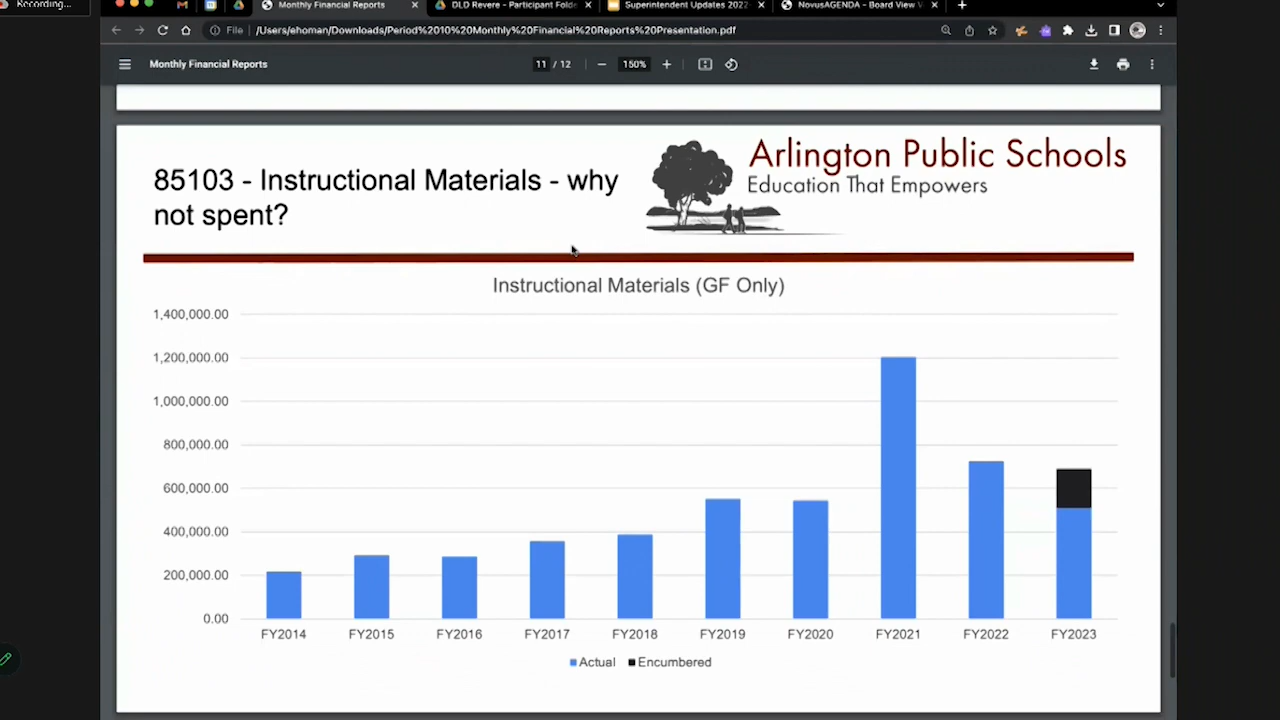 Recording...
Monthly Financial Reports
DLD Revere - Participant Folde
Superintendent Updates 2022
NovusAGENDA - Board View
File /Users/ehoman/Downloads/Period%2010%20Monthly%20Financial%20Reports%20Presentation.pdf
Monthly Financial Reports
11 / 12
150%
85103 - Instructional Materials - why
not spent?
Arlington Public Schools
Education That Empowers
Instructional Materials (GF Only)
1,400,000.00
1,200,000.00
1,000,000.00
800,000.00
600,000.00
400,000.00
200,000.00
0.00
FY2014 FY2015 FY2016 FY2017 FY2018 FY2019 FY2020 FY2021 FY2022 FY2023
Actual Encumbered